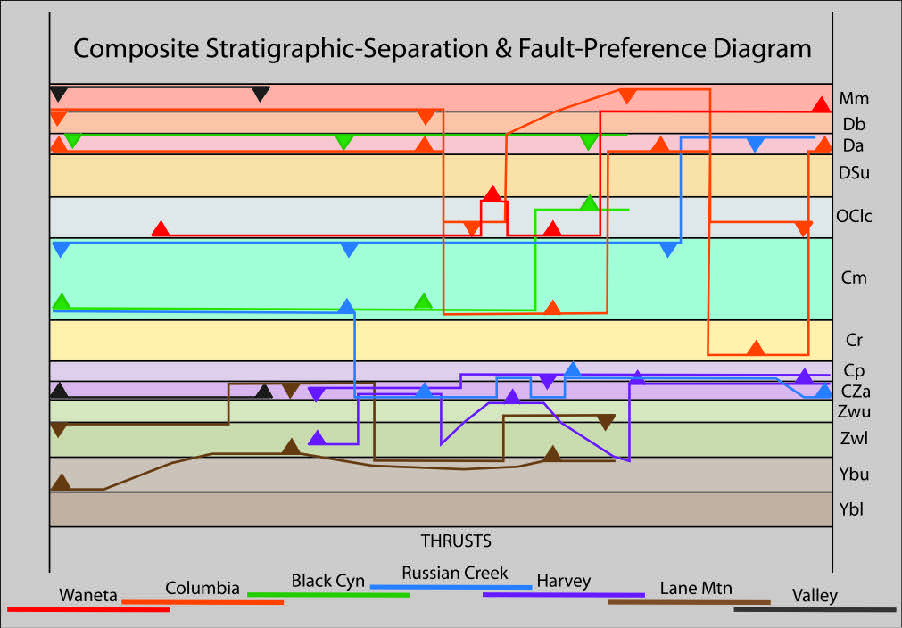 Composite Stratigraphic-Separation & Fault-Preference Diagram
Mm
Db
Da
DSu
OClc
Cm
Cr
Cp
CZa
Zwu
Zwl
Ybu
Ybl
THRUSTS
Waneta
Columbia
Black Cyn
Russian Creek
Harvey
Lane Mtn
Valley